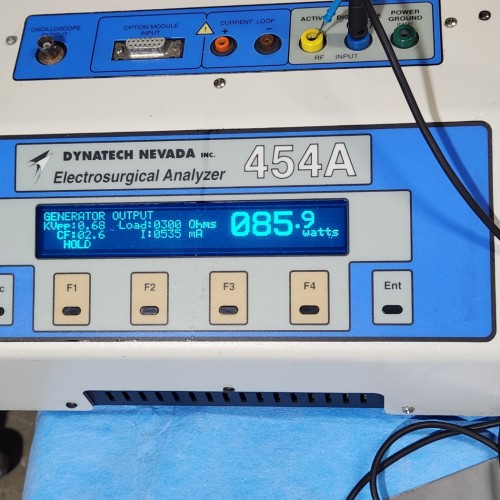 OSCILLOSCOPE
OUTPUT
OPTION MODULE
INPUT
CURRENT LOOP
+ −
ACTIVE
POWER
GROUND
RF INPUT
DYNATECH NEVADA INC.
454A
Electrosurgical Analyzer
GENERATOR OUTPUT
KVpp:0.68 Load:0300 Ohms
CF:02.6 I:0535 mA
HOLD
085.9
watts
F1
F2
F3
F4
Ent